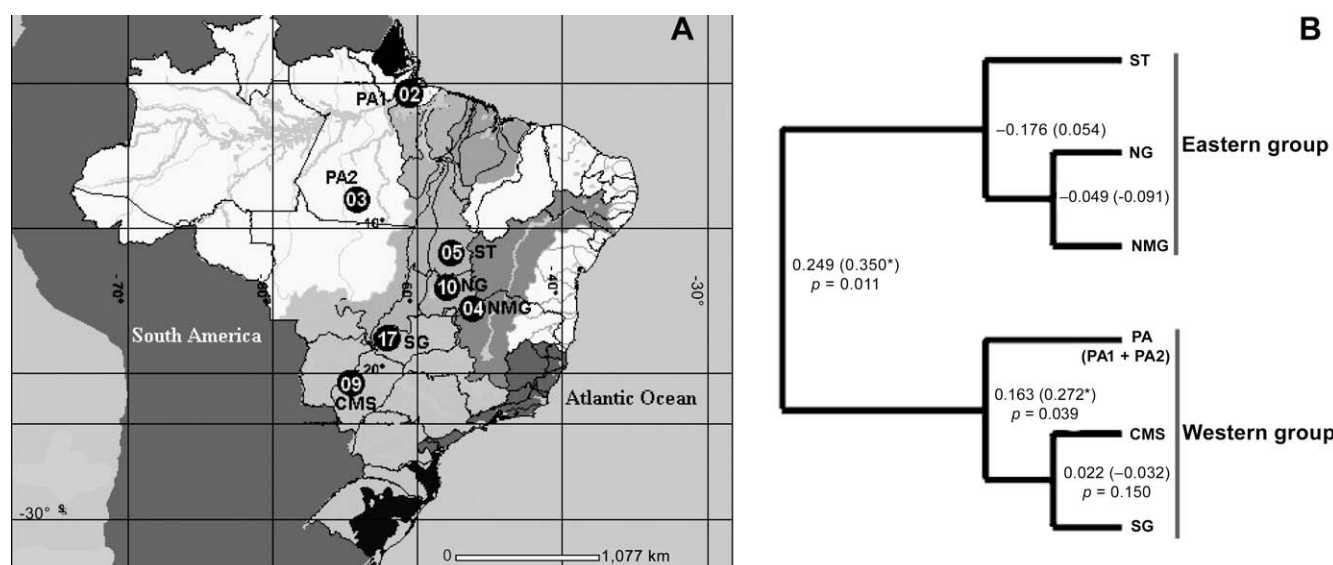 A
PA1
02
PA2
03
-10°
05 ST
10 NG
04 NMG
17 SG
-70°
-80°
-60°
-40°
-30°
South America
20°
09
CMS
Atlantic Ocean
-30°
0
1,077 km
B
ST
–0.176 (0.054)
NG
Eastern group
–0.049 (-0.091)
NMG
0.249 (0.350*)
p = 0.011
PA
(PA1 + PA2)
0.163 (0.272*)
p = 0.039
CMS
Western group
0.022 (–0.032)
p = 0.150
SG